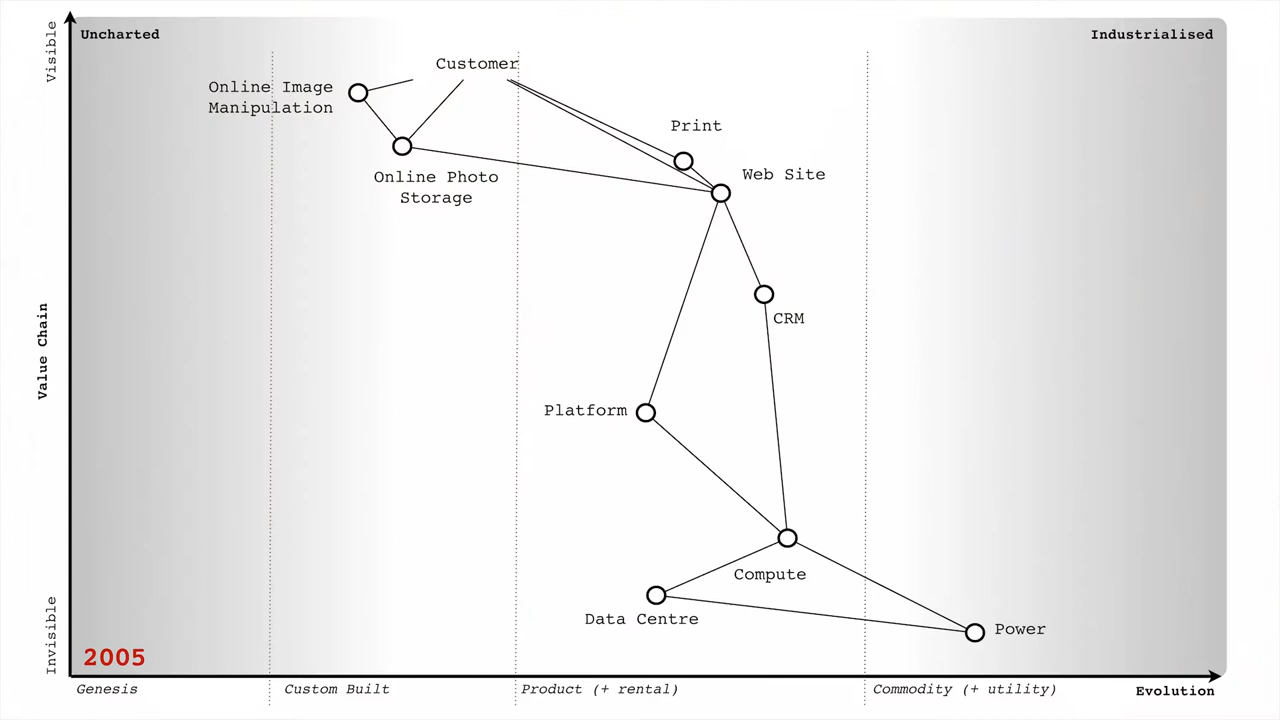 Visible
Uncharted
Industrialised
Customer
Online Image
Manipulation
Print
Web Site
Online Photo
Storage
CRM
Value Chain
Platform
Compute
Data Centre
Power
Invisible
2005
Genesis
Custom Built
Product (+ rental)
Commodity (+ utility)
Evolution